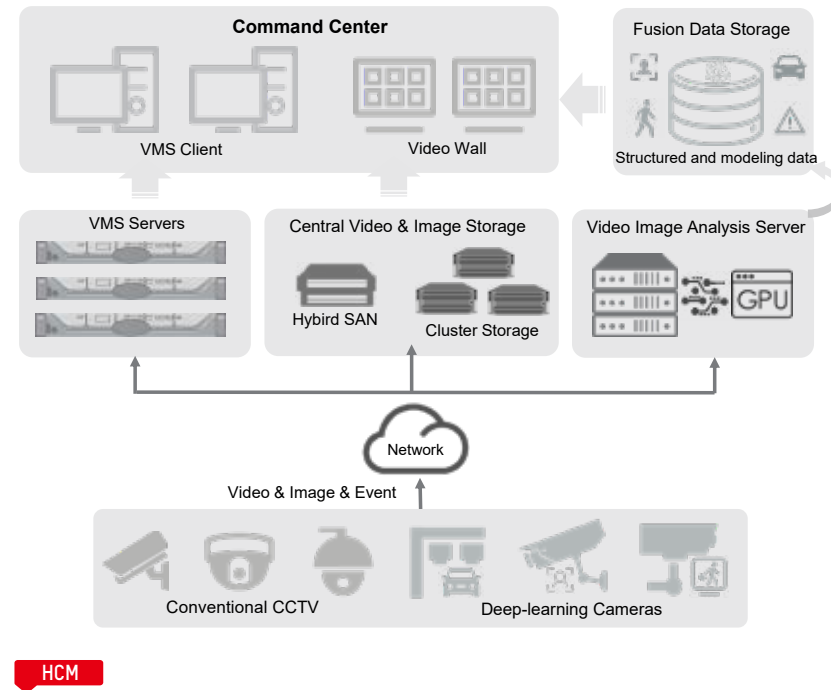 Command Center
VMS Client
Video Wall
Fusion Data Storage
Structured and modeling data
VMS Servers
Central Video & Image Storage
Hybird SAN
Cluster Storage
Video Image Analysis Server
GPU
Network
Video & Image & Event
Conventional CCTV
Deep-learning Cameras
HCM